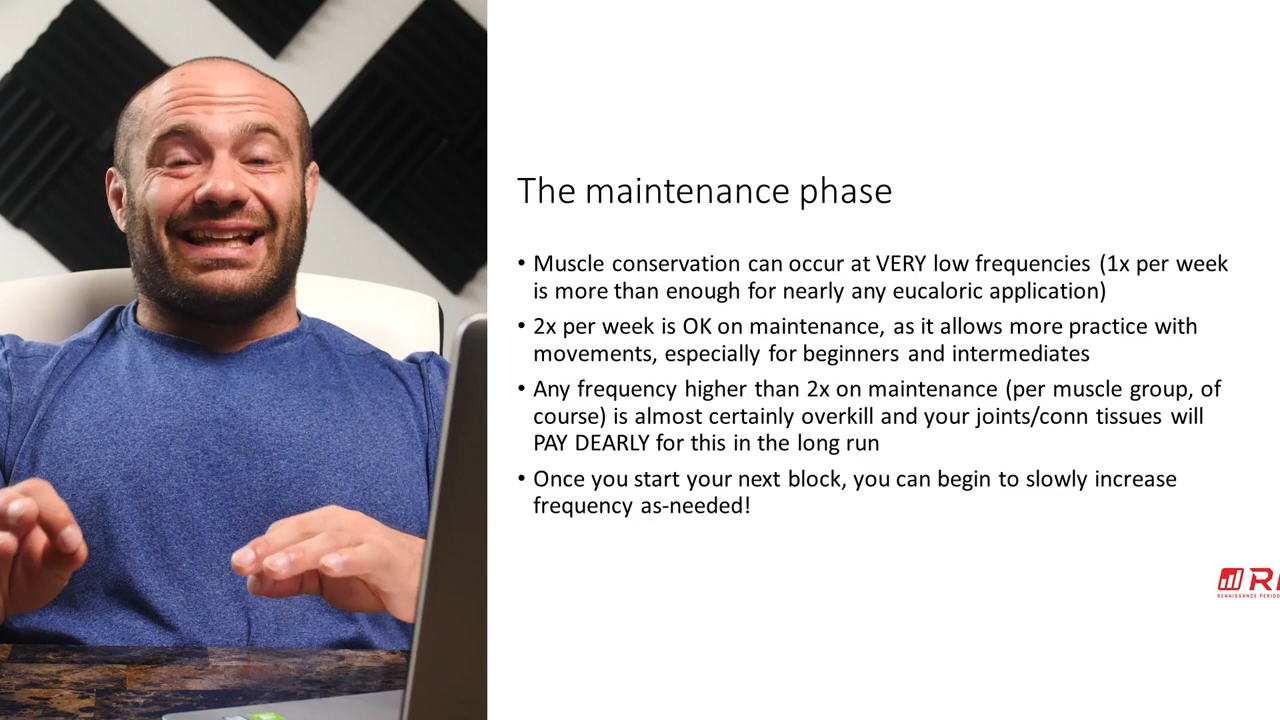 The maintenance phase
• Muscle conservation can occur at VERY low frequencies (1x per week
is more than enough for nearly any eucaloric application)
• 2x per week is OK on maintenance, as it allows more practice with
movements, especially for beginners and intermediates
• Any frequency higher than 2x on maintenance (per muscle group, of
course) is almost certainly overkill and your joints/conn tissues will
PAY DEARLY for this in the long run
• Once you start your next block, you can begin to slowly increase
frequency as-needed!
R
RENAISSANCE PERIOD